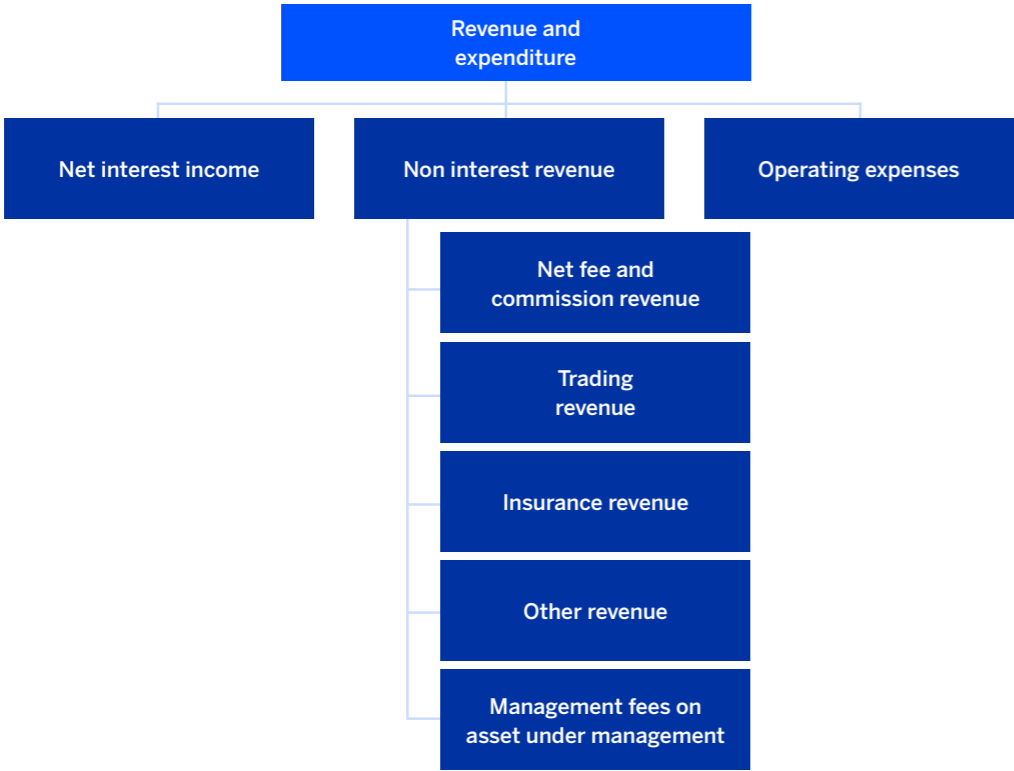 Revenue and
expenditure
Net interest income
Non interest revenue
Operating expenses
Net fee and
commission revenue
Trading
revenue
Insurance revenue
Other revenue
Management fees on
asset under management